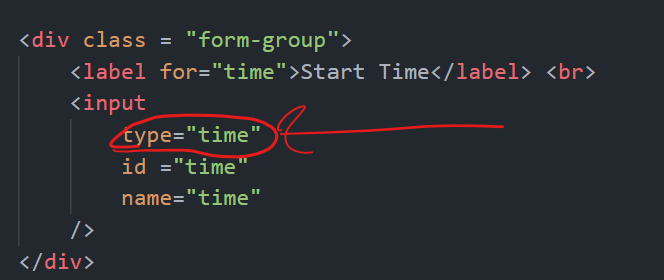 <div class = "form-group">
<label for="time">Start Time</label> <br>
<input
type="time"
id ="time"
name="time"
/>
</div>